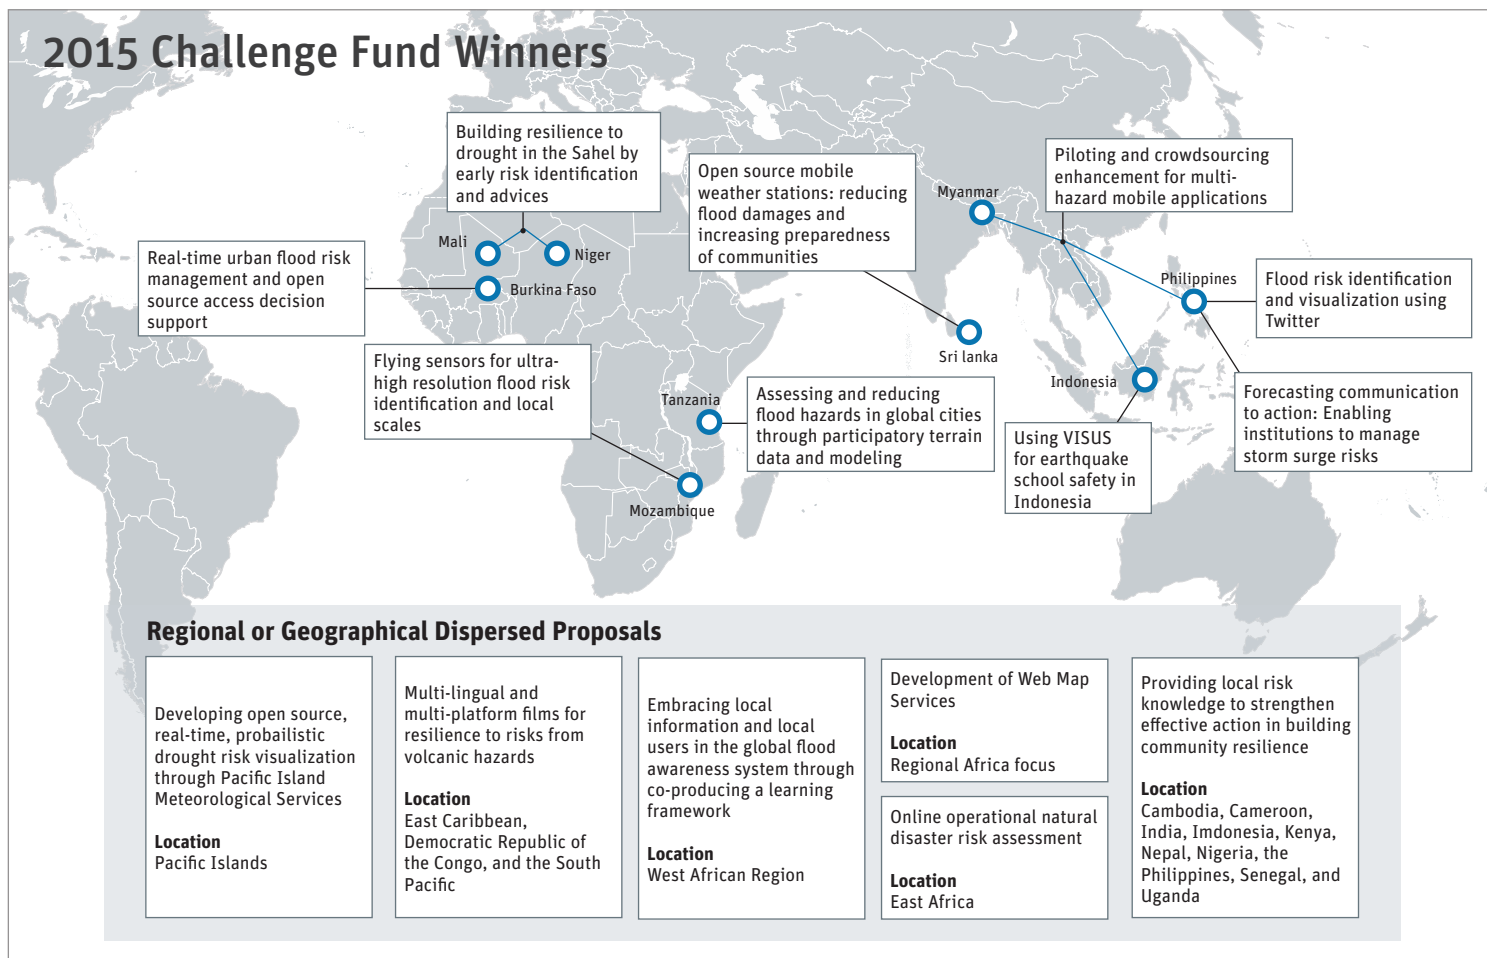 2015 Challenge Fund Winners
Building resilience to
drought in the Sahel by
early risk identification
and advices
Open source mobile
weather stations: reducing
flood damages and
increasing preparedness
of communities
Piloting and crowdsourcing
enhancement for multi-
hazard mobile applications
Myanmar
Mali
Niger
Burkina Faso
Real-time urban flood risk
management and open
source access decision
support
Philippines
Flood risk identification
and visualization using
Twitter
Flying sensors for ultra-
high resolution flood risk
identification and local
scales
Sri lanka
Indonesia
Tanzania
Assessing and reducing
flood hazards in global cities
through participatory terrain
data and modeling
Forecasting communication
to action: Enabling
institutions to manage
storm surge risks
Using VISUS
for earthquake
school safety in
Indonesia
Mozambique
Regional or Geographical Dispersed Proposals
Developing open source,
real-time, probailistic
drought risk visualization
through Pacific Island
Meteorological Services
Location
Pacific Islands
Multi-lingual and
multi-platform films for
resilience to risks from
volcanic hazards
Location
East Caribbean,
Democratic Republic of
the Congo, and the South
Pacific
Embracing local
information and local
users in the global flood
awareness system through
co-producing a learning
framework
Location
West African Region
Development of Web Map
Services
Location
Regional Africa focus
Online operational natural
disaster risk assessment
Location
East Africa
Providing local risk
knowledge to strengthen
effective action in building
community resilience
Location
Cambodia, Cameroon,
India, Imdonesia, Kenya,
Nepal, Nigeria, the
Philippines, Senegal, and
Uganda